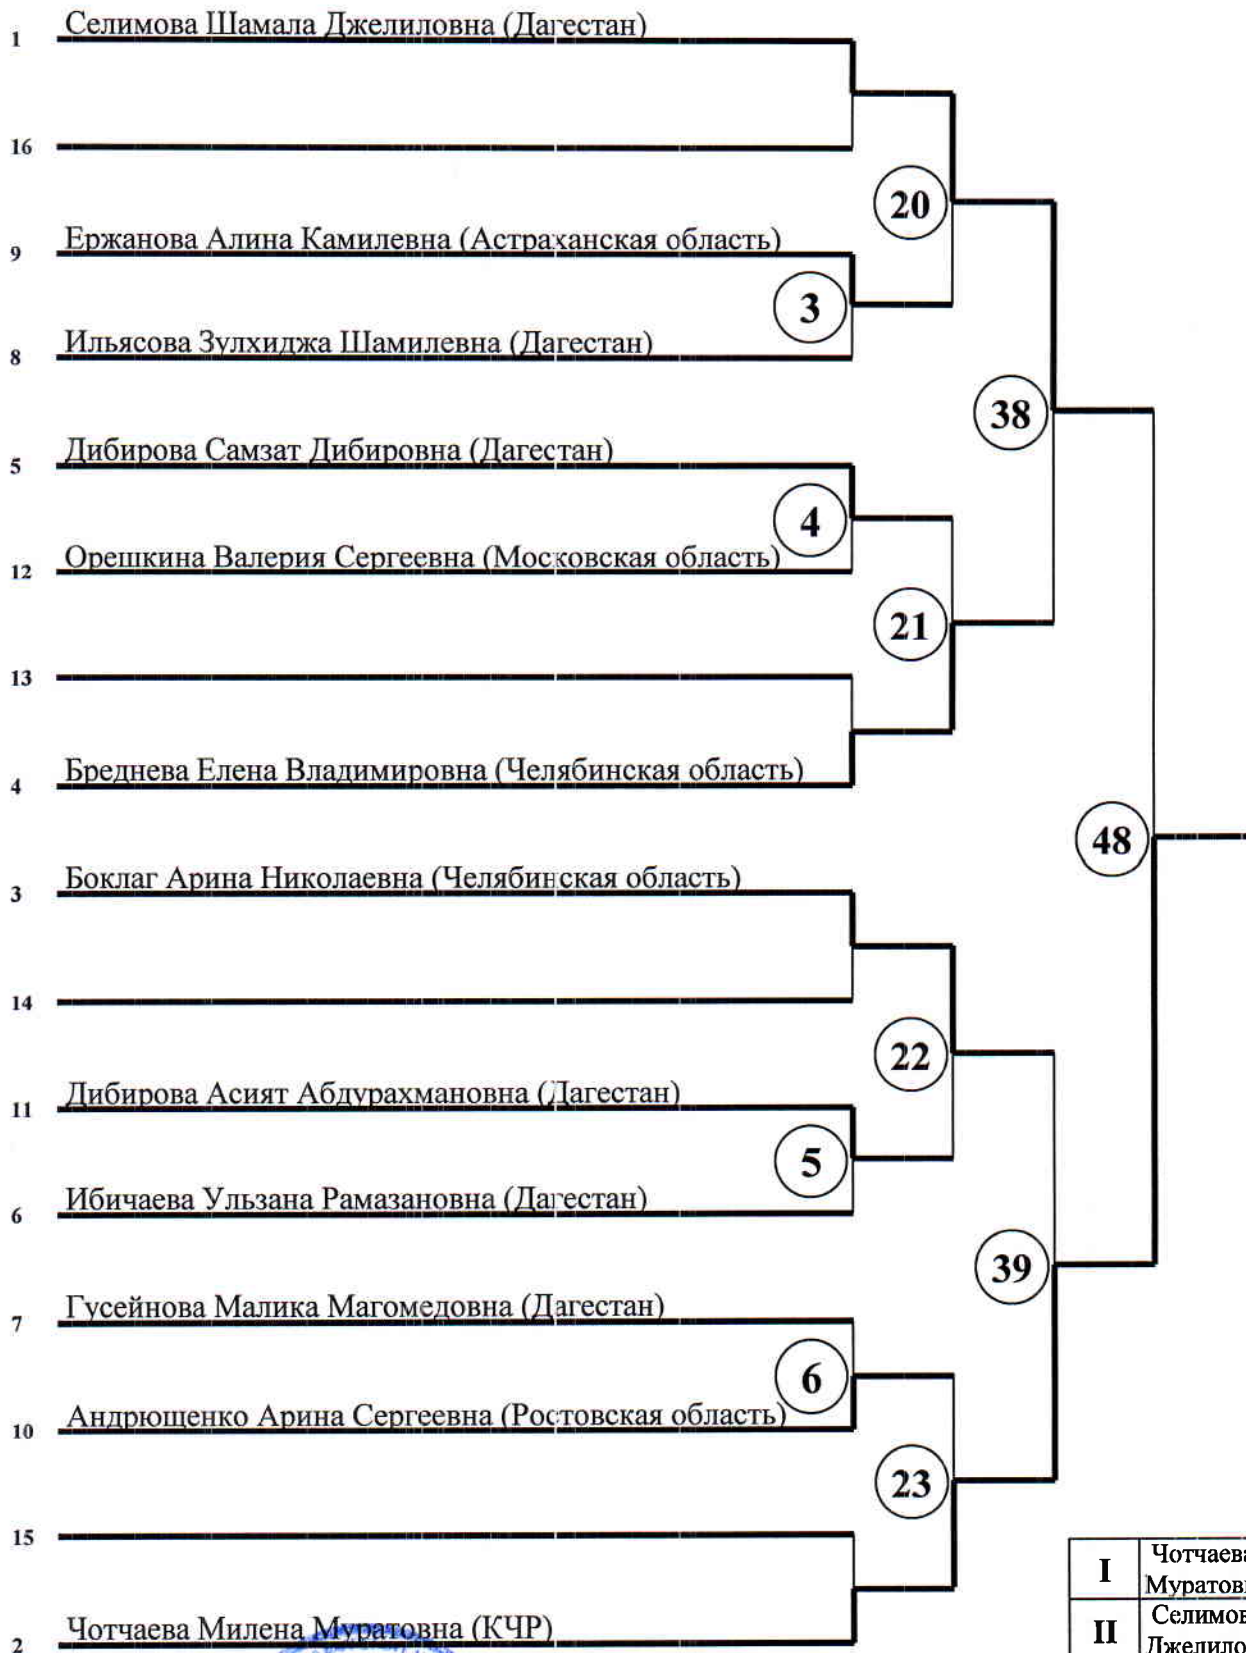 1 Селимова Шамала Джелиловна (Дагестан)
16
20
9 Ержанова Алина Камилевна (Астраханская область)
3
8 Ильясова Зулхиджа Шамилевна (Дагестан)
38
5 Дибирова Самзат Дибировна (Дагестан)
4
12 Орешкина Валерия Сергеевна (Московская область)
21
13
4 Бреднева Елена Владимировна (Челябинская область)
48
3 Боклаг Арина Николаевна (Челябинская область)
14
22
11 Дибирова Асият Абдурахмановна (Дагестан)
5
6 Ибичаева Ульзана Рамазановна (Дагестан)
39
7 Гусейнова Малика Магомедовна (Дагестан)
6
10 Андрющенко Арина Сергеевна (Ростовская область)
23
15
2 Чотчаева Милена Муратовна (КЧР)
I Чотчаева
Муратовн
II Селимов
Джелило